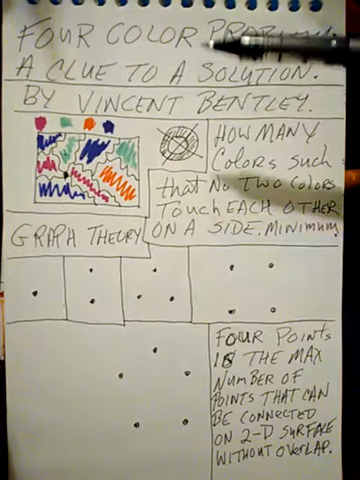 FOUR COLOR
A CLUE TO A SOLUTION.
BY VINCENT BENTLEY.
HOW MANY
COLORS SUCH
that NO TWO COLORS
TOUCH EACH OTHER
ON A SIDE. MINIMUM
GRAPH THEORY
FOUR POINTS
IS THE MAX
NUMBER OF
POINTS THAT CAN
BE CONNECTED
ON 2-D SURFACE
WITHOUT OVERLAP.